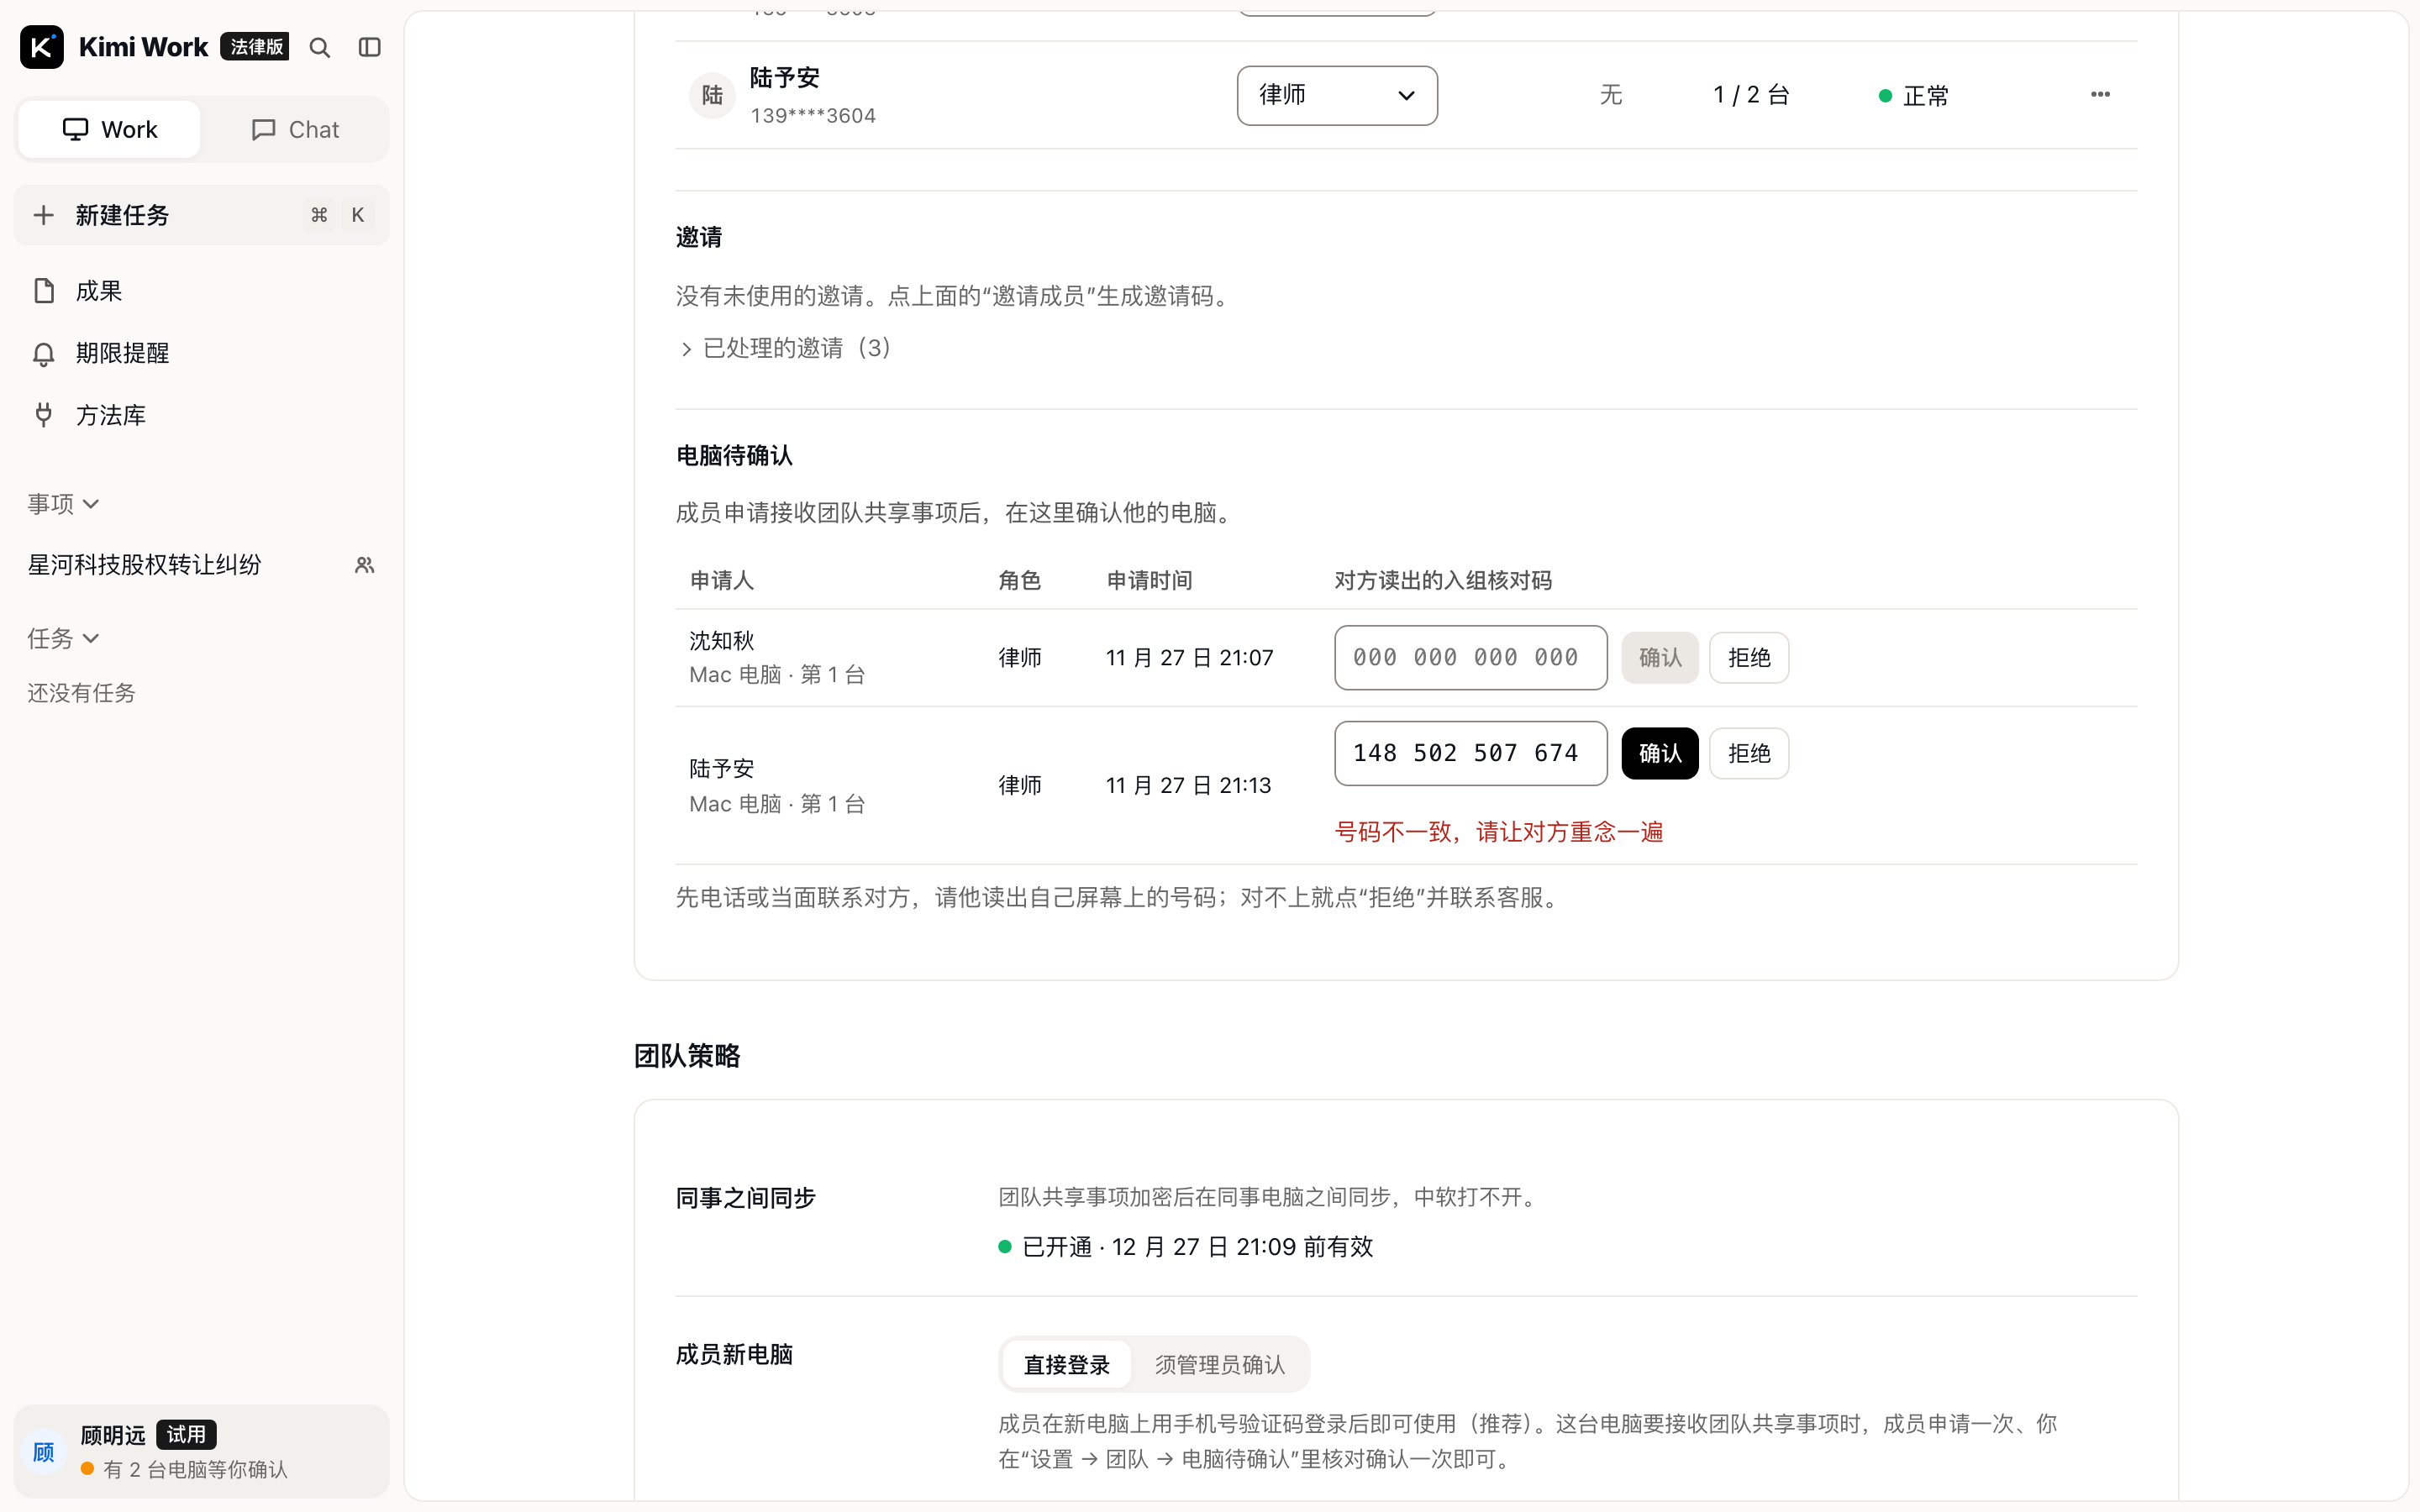 Kimi Work 法律版
Work
Chat
新建任务 ⌘ K
成果
期限提醒
方法库
事项
星河科技股权转让纠纷
任务
还没有任务
顾
顾明远 试用
有 2 台电脑等你确认
陆
陆予安
139****3604
律师
无
1 / 2 台
正常
邀请
没有未使用的邀请。点上面的“邀请成员”生成邀请码。
已处理的邀请（3）
电脑待确认
成员申请接收团队共享事项后，在这里确认他的电脑。
申请人 角色 申请时间 对方读出的入组核对码
沈知秋
Mac 电脑 · 第 1 台
律师
11 月 27 日 21:07
000 000 000 000
确认
拒绝
陆予安
Mac 电脑 · 第 1 台
律师
11 月 27 日 21:13
148 502 507 674
确认
拒绝
号码不一致，请让对方重念一遍
先电话或当面联系对方，请他读出自己屏幕上的号码；对不上就点“拒绝”并联系客服。
团队策略
同事之间同步
团队共享事项加密后在同事电脑之间同步，中软打不开。
已开通 · 12 月 27 日 21:09 前有效
成员新电脑
直接登录
须管理员确认
成员在新电脑上用手机号验证码登录后即可使用（推荐）。这台电脑要接收团队共享事项时，成员申请一次、你
在“设置 → 团队 → 电脑待确认”里核对确认一次即可。